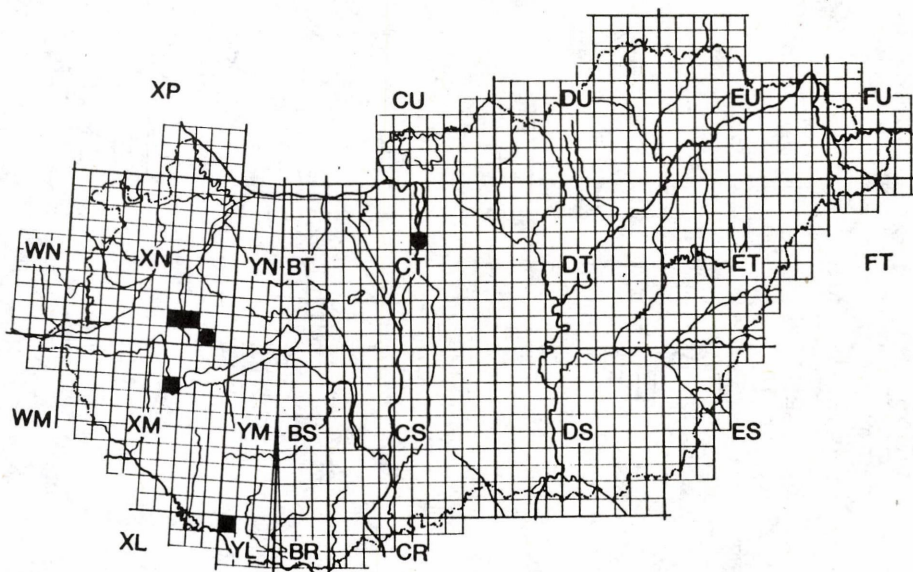 XP CU DU EU FU
WN XN YN BT CT DT ET FT
WM XM YM BS CS DS ES
XL YL BR CR